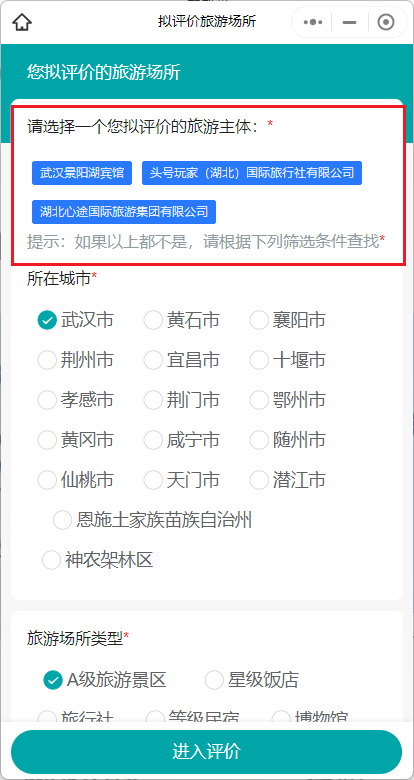 拟评价旅游场所
您拟评价的旅游场所
请选择一个您拟评价的旅游主体：*
武汉景阳湖宾馆 头号玩家（湖北）国际旅行社有限公司
湖北心途国际旅游集团有限公司
提示：如果以上都不是，请根据下列筛选条件查找*
所在城市*
武汉市 黄石市 襄阳市
荆州市 宜昌市 十堰市
孝感市 荆门市 鄂州市
黄冈市 咸宁市 随州市
仙桃市 天门市 潜江市
恩施土家族苗族自治州
神农架林区
旅游场所类型*
A级旅游景区 星级饭店
旅行社 等级民宿 博物馆
进入评价